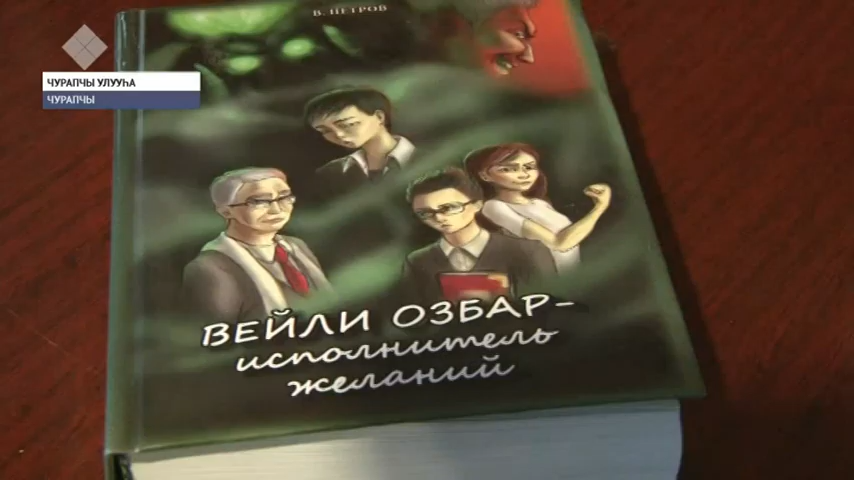 В. ПЕТРОВ
ЧУРАПЧЫ УЛУУҺА
ЧУРАПЧЫ
ВЕЙЛИ ОЗБАР-
исполнитель
желаний